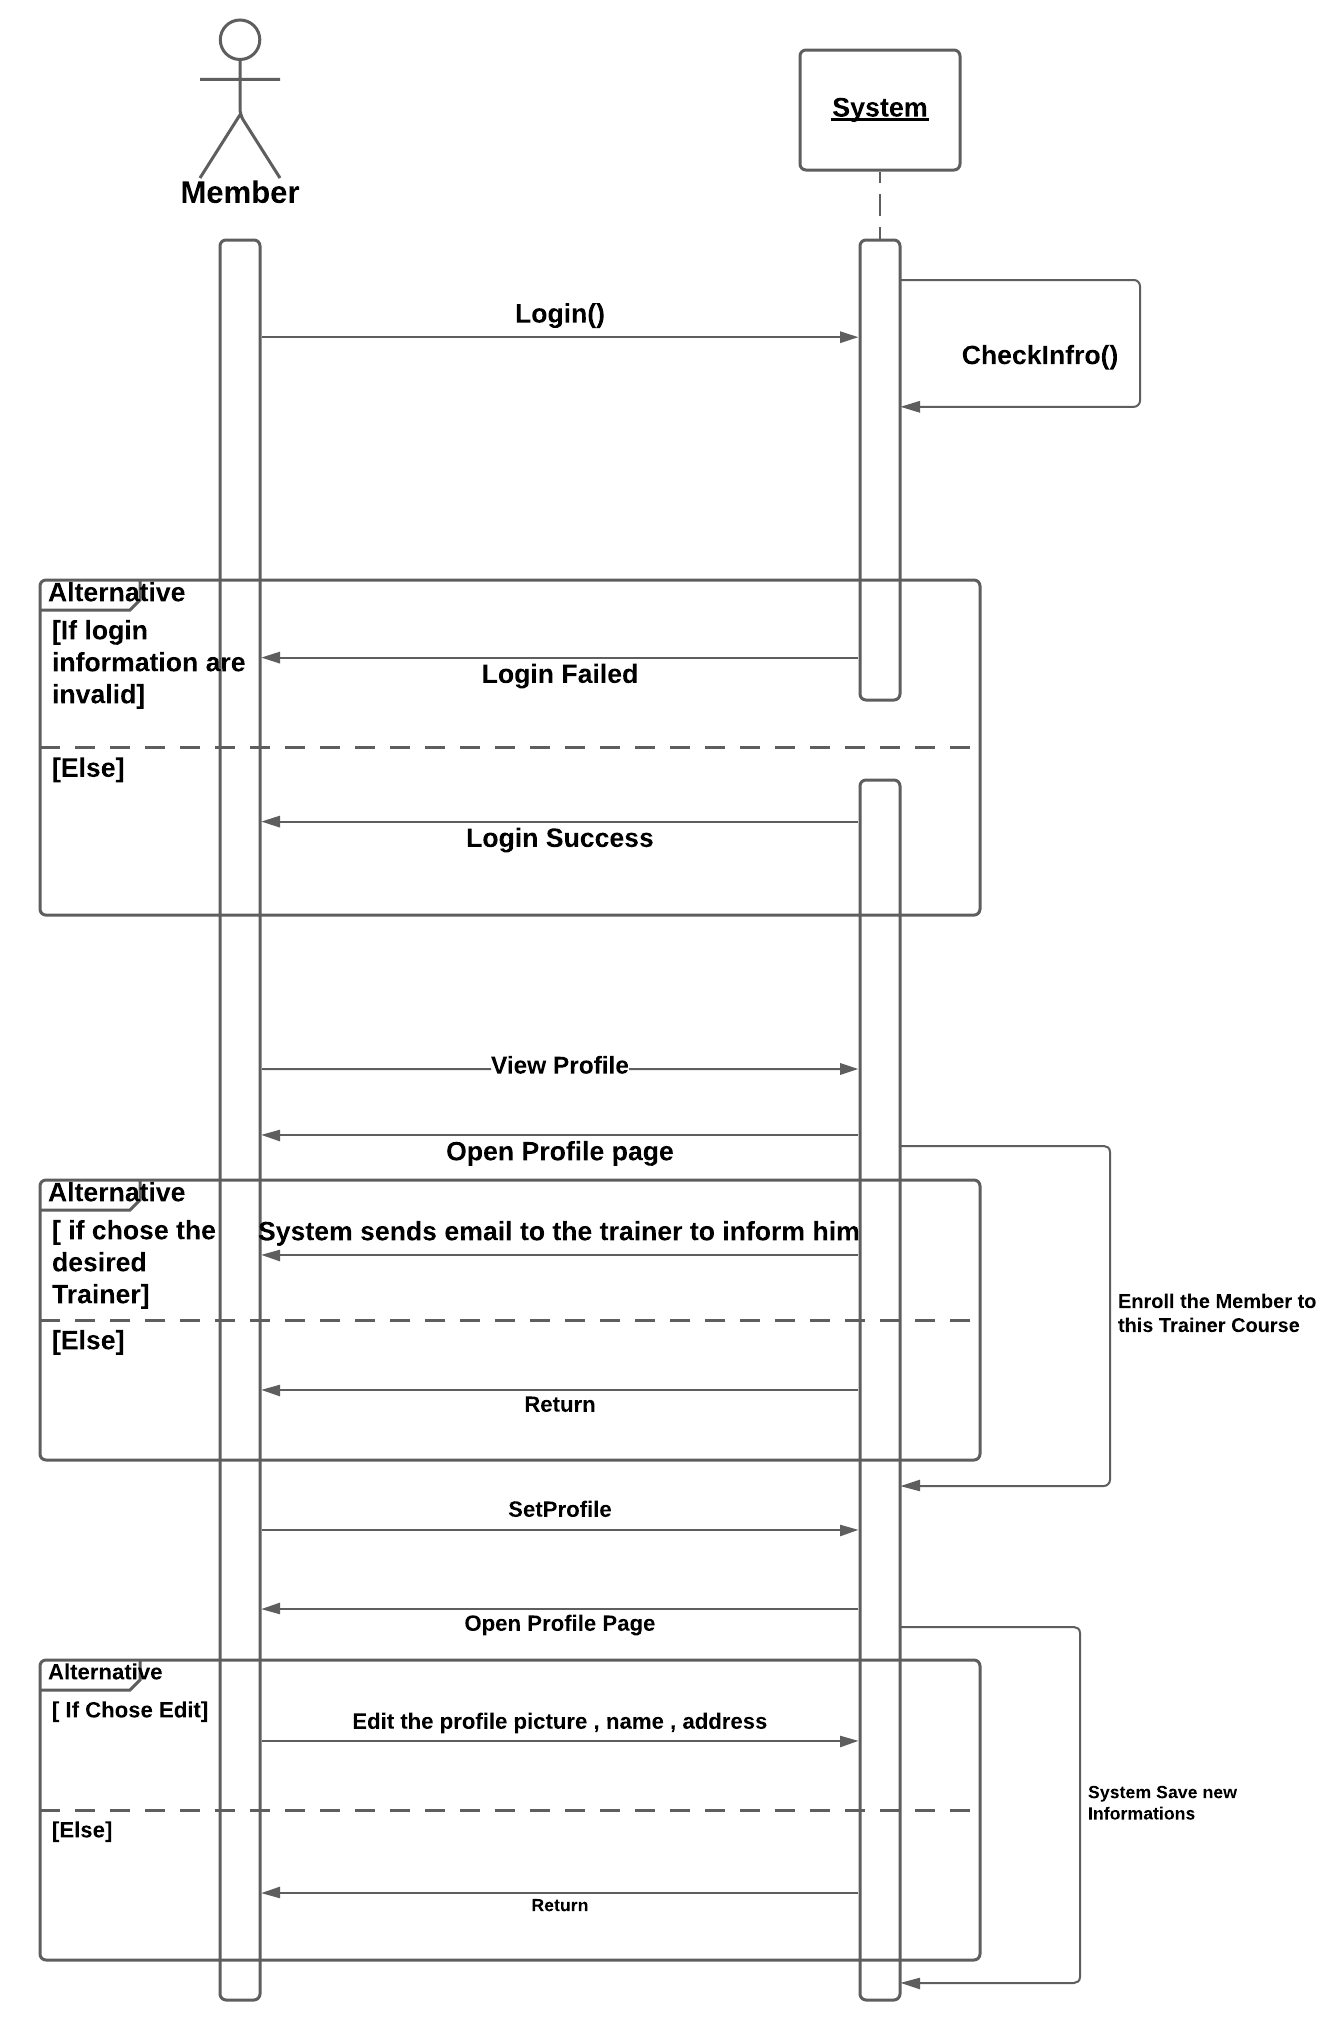 System
Member
Login()
CheckInfro()
Alternative
[If login
information are
invalid]
Login Failed
[Else]
Login Success
View Profile
Open Profile page
Alternative
[ if chose the
desired
Trainer]
System sends email to the trainer to inform him
Enroll the Member to
this Trainer Course
[Else]
Return
SetProfile
Open Profile Page
Alternative
[ If Chose Edit]
Edit the profile picture , name , address
System Save new
Informations
[Else]
Return